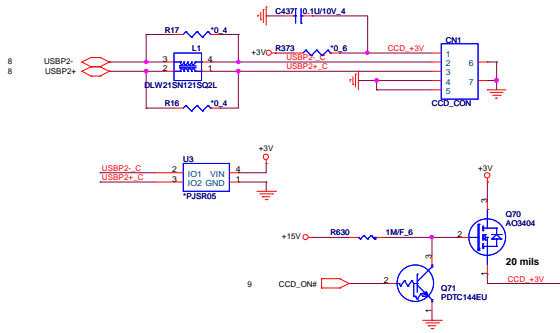 C437 0.1U/10V_4
R17 *0_4
CN1
L1
+3V R373 *0_6 CCD_+3V
8 USBP2- 3 4 USBP2-_C 1
8 USBP2+ 2 1 USBP2+_C 2 6
3
4 7
5
DLW21SN121SQ2L
CCD_CON
R16 *0_4
+3V
U3
USBP2-_C 2 IO1 VIN 4
USBP2+_C 3 IO2 GND 1
*PJSR05
+3V
3
Q70
AO3404
+15V R630 1M/F_6 2
20 mils
3 1
CCD_+3V
9 CCD_ON# 2
Q71
PDTC144EU
1